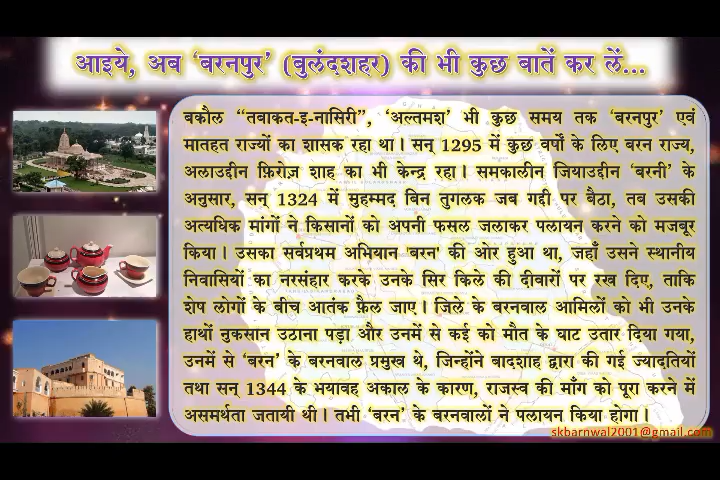 आइये, अब ‘बरनपुर’ (बुलंद्शहर) की भी कुछ बातें कर लें...
बकौल “तवाकत-इ-नासिरी”, ‘अल्तमश’ भी कुछ समय तक ‘बरनपुर’ एवं
मातहत राज्यों का शासक रहा था। सन् 1295 में कुछ वर्षों के लिए बरन राज्य,
अलाउद्दीन फ़िरोज़ शाह का भी केन्द्र रहा। समकालीन जियाउद्दीन ‘बरनी’ के
अनुसार, सन् 1324 में मुहम्मद बिन तुगलक जब गद्दी पर बैठा, तब उसकी
अत्यधिक मांगों ने किसानों को अपनी फसल जलाकर पलायन करने को मजबूर
किया। उसका सर्वप्रथम अभियान ‘बरन’ की ओर हुआ था, जहाँ उसने स्थानीय
निवासियों का नरसंहार करके उनके सिर किले की दीवारों पर रख दिए, ताकि
शेष लोगों के बीच आतंक फ़ैल जाए। ज़िले के बरनवाल आमिलों को भी उनके
हाथों नुकसान उठाना पड़ा और उनमें से कई को मौत के घाट उतार दिया गया,
उनमें से ‘बरन’ के बरनवाल प्रमुख थे, जिन्होंने बादशाह द्वारा की गई ज्यादतियों
तथा सन् 1344 के भयावह अकाल के कारण, राजस्व की माँग को पूरा करने में
असमर्थता जतायी थी। तभी ‘बरन’ के बरनवालों ने पलायन किया होगा।
skbarnwal2001@gmail.com